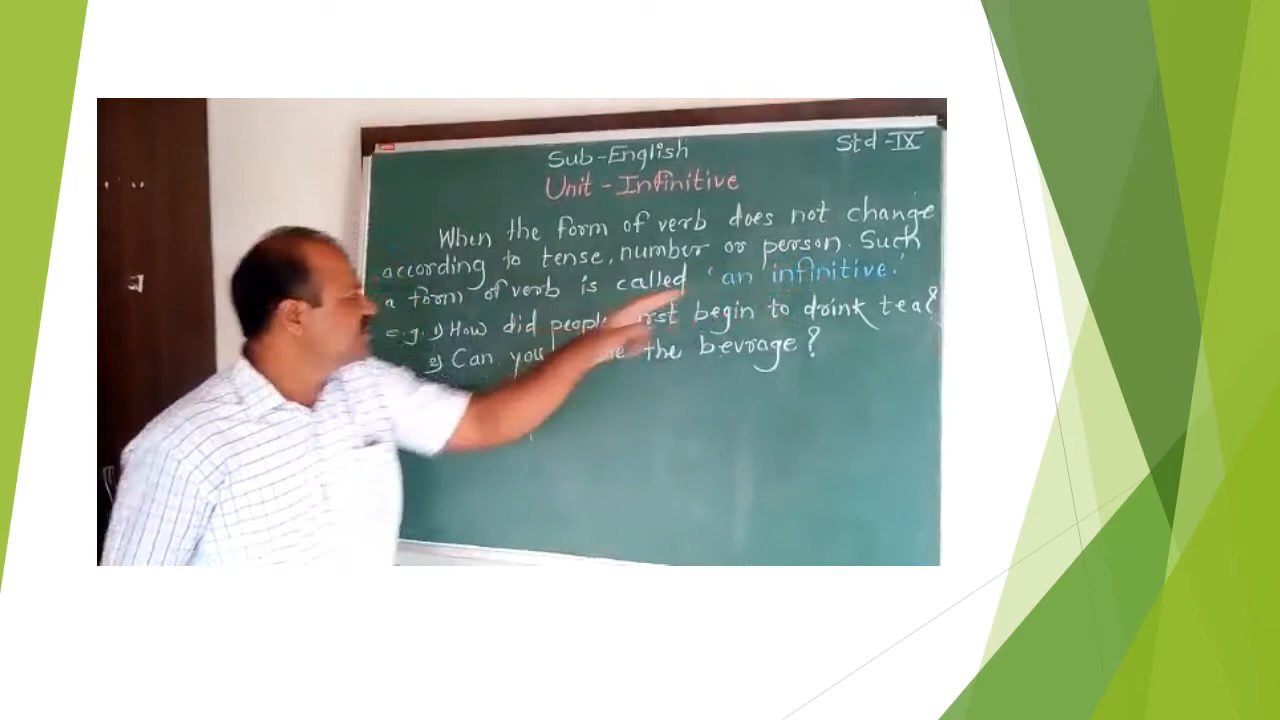 Sub-English
Std-IX
Unit-Infinitive
When the form of verb does not change
according to tense, number or person. Such
a form of verb is called 'an infinitive.'
e.g. 1) How did people first begin to drink tea?
2) Can you the bevrage?